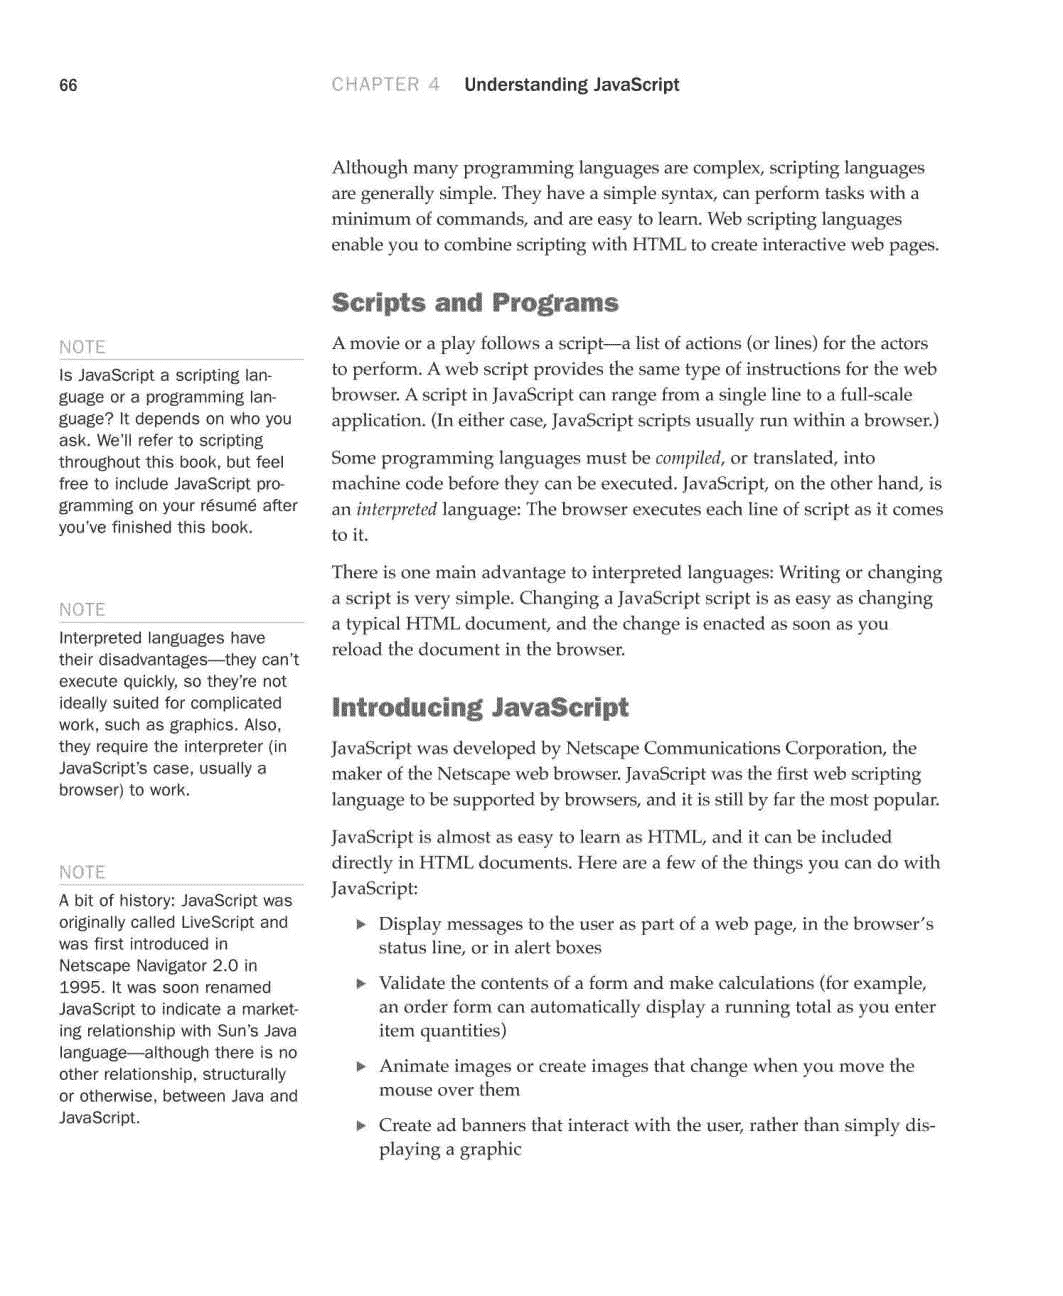 66
CHAPTER 4 Understanding JavaScript
Although many programming languages are complex, scripting languages
are generally simple. They have a simple syntax, can perform tasks with a
minimum of commands, and are easy to learn. Web scripting languages
enable you to combine scripting with HTML to create interactive web pages.
Scripts and Programs
A movie or a play follows a script—a list of actions (or lines) for the actors
to perform. A web script provides the same type of instructions for the web
browser. A script in JavaScript can range from a single line to a full-scale
application. (In either case, JavaScript scripts usually run within a browser.)
NOTE
Is JavaScript a scripting lan-
guage or a programming lan-
guage? It depends on who you
ask. We'll refer to scripting
throughout this book, but feel
free to include JavaScript pro-
gramming on your résumé after
you've finished this book.
Some programming languages must be compiled, or translated, into
machine code before they can be executed. JavaScript, on the other hand, is
an interpreted language: The browser executes each line of script as it comes
to it.
There is one main advantage to interpreted languages: Writing or changing
a script is very simple. Changing a JavaScript script is as easy as changing
a typical HTML document, and the change is enacted as soon as you
reload the document in the browser.
NOTE
Interpreted languages have
their disadvantages—they can't
execute quickly, so they're not
ideally suited for complicated
work, such as graphics. Also,
they require the interpreter (in
JavaScript's case, usually a
browser) to work.
Introducing JavaScript
JavaScript was developed by Netscape Communications Corporation, the
maker of the Netscape web browser. JavaScript was the first web scripting
language to be supported by browsers, and it is still by far the most popular.
JavaScript is almost as easy to learn as HTML, and it can be included
directly in HTML documents. Here are a few of the things you can do with
JavaScript:
NOTE
A bit of history: JavaScript was
originally called LiveScript and
was first introduced in
Netscape Navigator 2.0 in
1995. It was soon renamed
JavaScript to indicate a market-
ing relationship with Sun's Java
language—although there is no
other relationship, structurally
or otherwise, between Java and
JavaScript.
▶ Display messages to the user as part of a web page, in the browser's
status line, or in alert boxes
▶ Validate the contents of a form and make calculations (for example,
an order form can automatically display a running total as you enter
item quantities)
▶ Animate images or create images that change when you move the
mouse over them
▶ Create ad banners that interact with the user, rather than simply dis-
playing a graphic